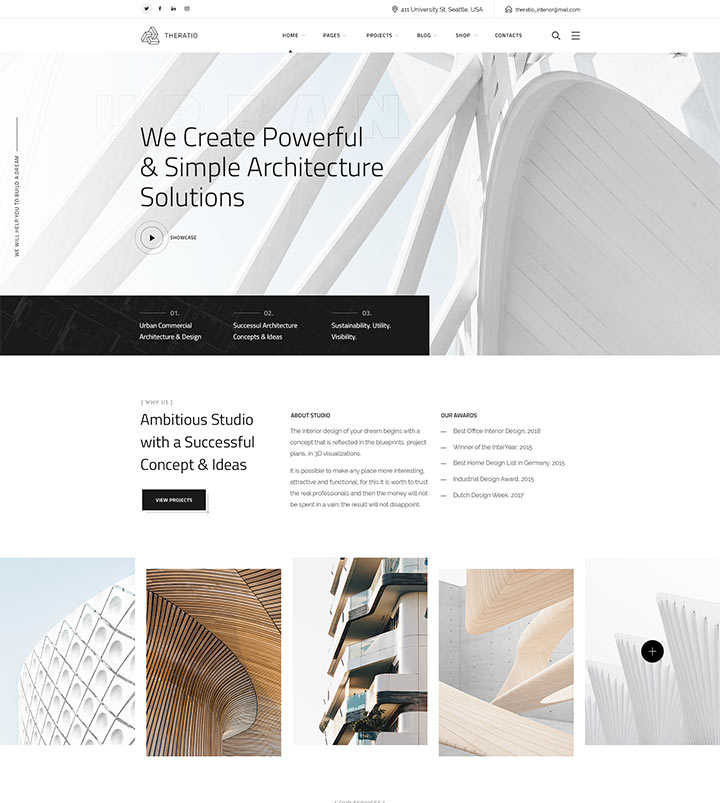 411 University St, Seattle, USA
theratio_interior@mail.com
THERATIO
HOME
PAGES
PROJECTS
BLOG
SHOP
CONTACTS
URBAN
We Create Powerful
& Simple Architecture
Solutions
SHOWCASE
WE WILL HELP YOU TO BUILD A DREAM
01.
Urban Commercial
Architecture & Design
02.
Successul Architecture
Concepts & Ideas
03.
Sustainability. Utility.
Visibility.
[ WHY US ]
Ambitious Studio
with a Successful
Concept & Ideas
VIEW PROJECTS
ABOUT STUDIO
The interior design of your dream begins with a
concept that is reflected in the blueprints, project
plans, in 3D visualizations.
It is possible to make any place more interesting,
attractive and functional, for this it is worth to trust
the real professionals and then the money will not
be spent in a vain; the result will not disappoint.
OUR AWARDS
Best Office Interior Design, 2018
Winner of the InterYear, 2015
Best Home Design List in Germany, 2015
Industrial Design Award, 2015
Dutch Design Week, 2017
[ OUR SERVICES ]